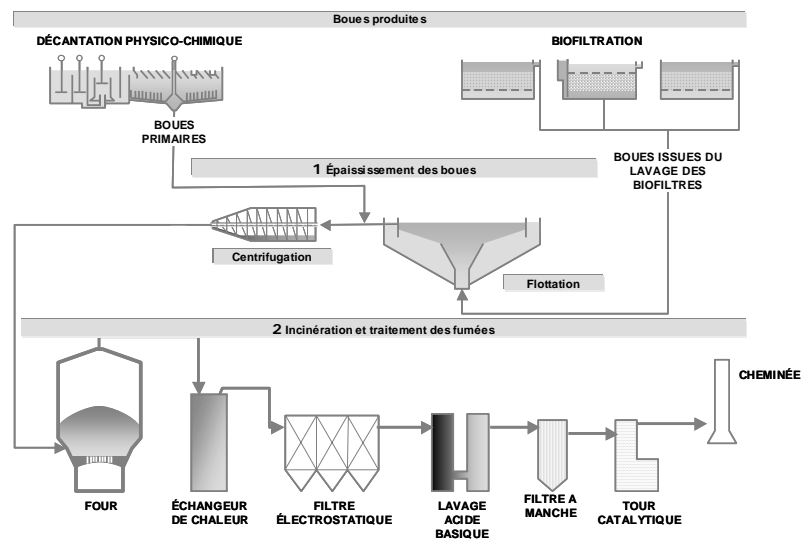 Boues produites
DÉCANTATION PHYSICO-CHIMIQUE
BIOFILTRATION
BOUES
PRIMAIRES
BOUES ISSUES DU
LAVAGE DES
BIOFILTRES
1 Épaississement des boues
Centrifugation
Flottation
2 Incinération et traitement des fumées
CHEMINÉE
FOUR
ÉCHANGEUR
DE CHALEUR
FILTRE
ÉLECTROSTATIQUE
LAVAGE
ACIDE
BASIQUE
FILTRE A
MANCHE
TOUR
CATALYTIQUE